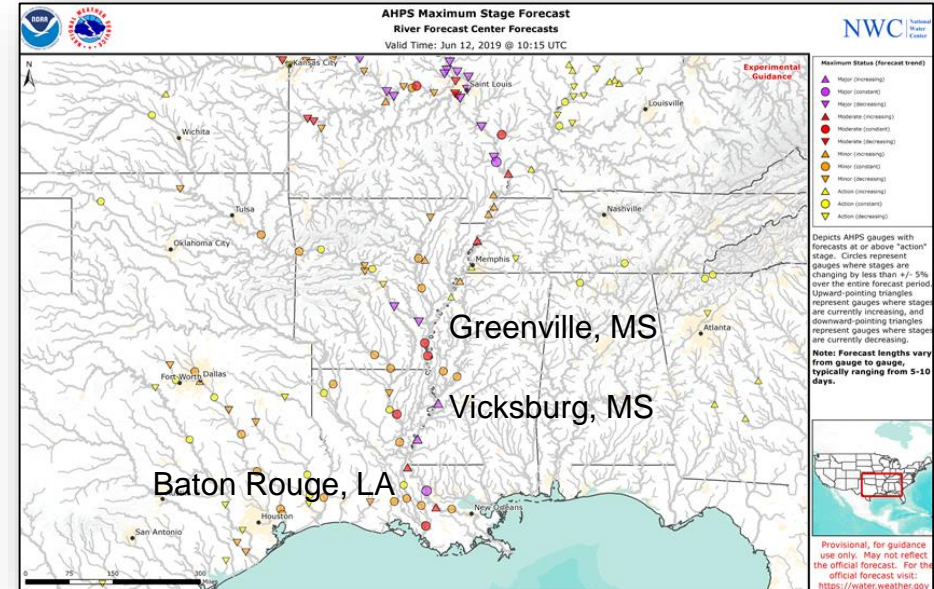 AHPS Maximum Stage Forecast
River Forecast Center Forecasts
Valid Time: Jun 12, 2019 @ 10:15 UTC
NOAA
NATIONAL WEATHER SERVICE
NWC
National
Water
Center
N
Experimental
Guidance
Kansas City
Saint Louis
Louisville
Wichita
Tulsa
Nashville
Oklahoma City
Memphis
Greenville, MS
Atlanta
Fort Worth
Dallas
Vicksburg, MS
Baton Rouge, LA
Houston
New Orleans
San Antonio
0 75 150 300
Miles
Maximum Status (forecast trend)
Major (increasing)
Major (constant)
Major (decreasing)
Moderate (increasing)
Moderate (constant)
Moderate (decreasing)
Minor (increasing)
Minor (constant)
Minor (decreasing)
Action (increasing)
Action (constant)
Action (decreasing)
Depicts AHPS gauges with
forecasts at or above "action"
stage. Circles represent
gauges where stages are
changing by less than +/- 5%
over the entire forecast period.
Upward-pointing triangles
represent gauges where stages
are currently increasing, and
downward-pointing triangles
represent gauges where stages
are currently decreasing.
Note: Forecast lengths vary
from gauge to gauge,
typically ranging from 5-10
days.
Provisional, for guidance
use only. May not reflect
the official forecast. For the
official forecast visit:
https://water.weather.gov